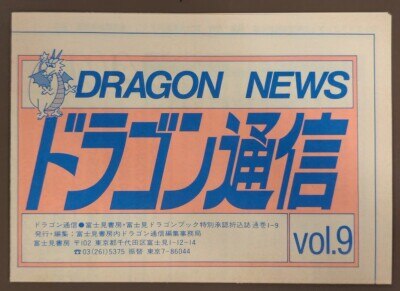 DRAGON NEWS
ドラゴン通信
ドラゴン通信●富士見書房・富士見ドラゴンブック特別承認折込誌 通巻1-9
発行・編集：富士見書房内ドラゴン通信編集事務局
富士見書房 〒102 東京都千代田区富士見1-12-14
☎03(261)5375 振替 東京7-86044
vol.9